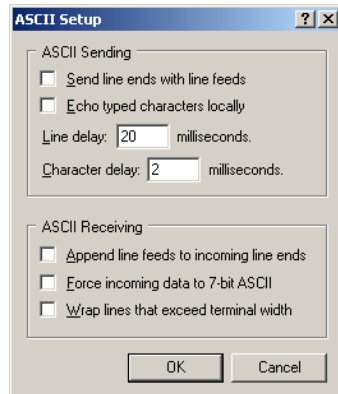 ASCII Setup
ASCII Sending
Send line ends with line feeds
Echo typed characters locally
Line delay: 20 milliseconds.
Character delay: 2 milliseconds.
ASCII Receiving
Append line feeds to incoming line ends
Force incoming data to 7-bit ASCII
Wrap lines that exceed terminal width
OK Cancel